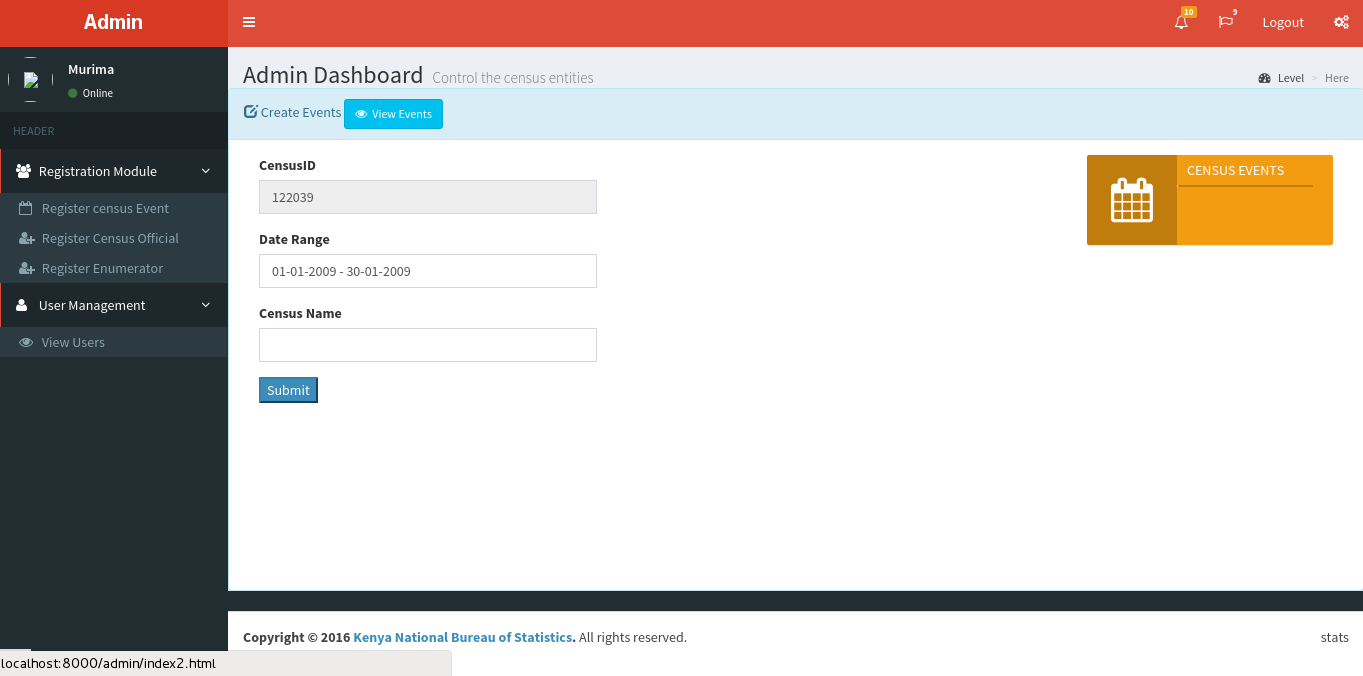 Admin
10
9
Logout
Murima
Online
Admin Dashboard Control the census entities
Level > Here
HEADER
Create Events View Events
Registration Module
Register census Event
Register Census Official
Register Enumerator
User Management
View Users
CensusID
122039
Date Range
01-01-2009 - 30-01-2009
Census Name
Submit
CENSUS EVENTS
Copyright © 2016 Kenya National Bureau of Statistics. All rights reserved.
stats
localhost:8000/admin/index2.html